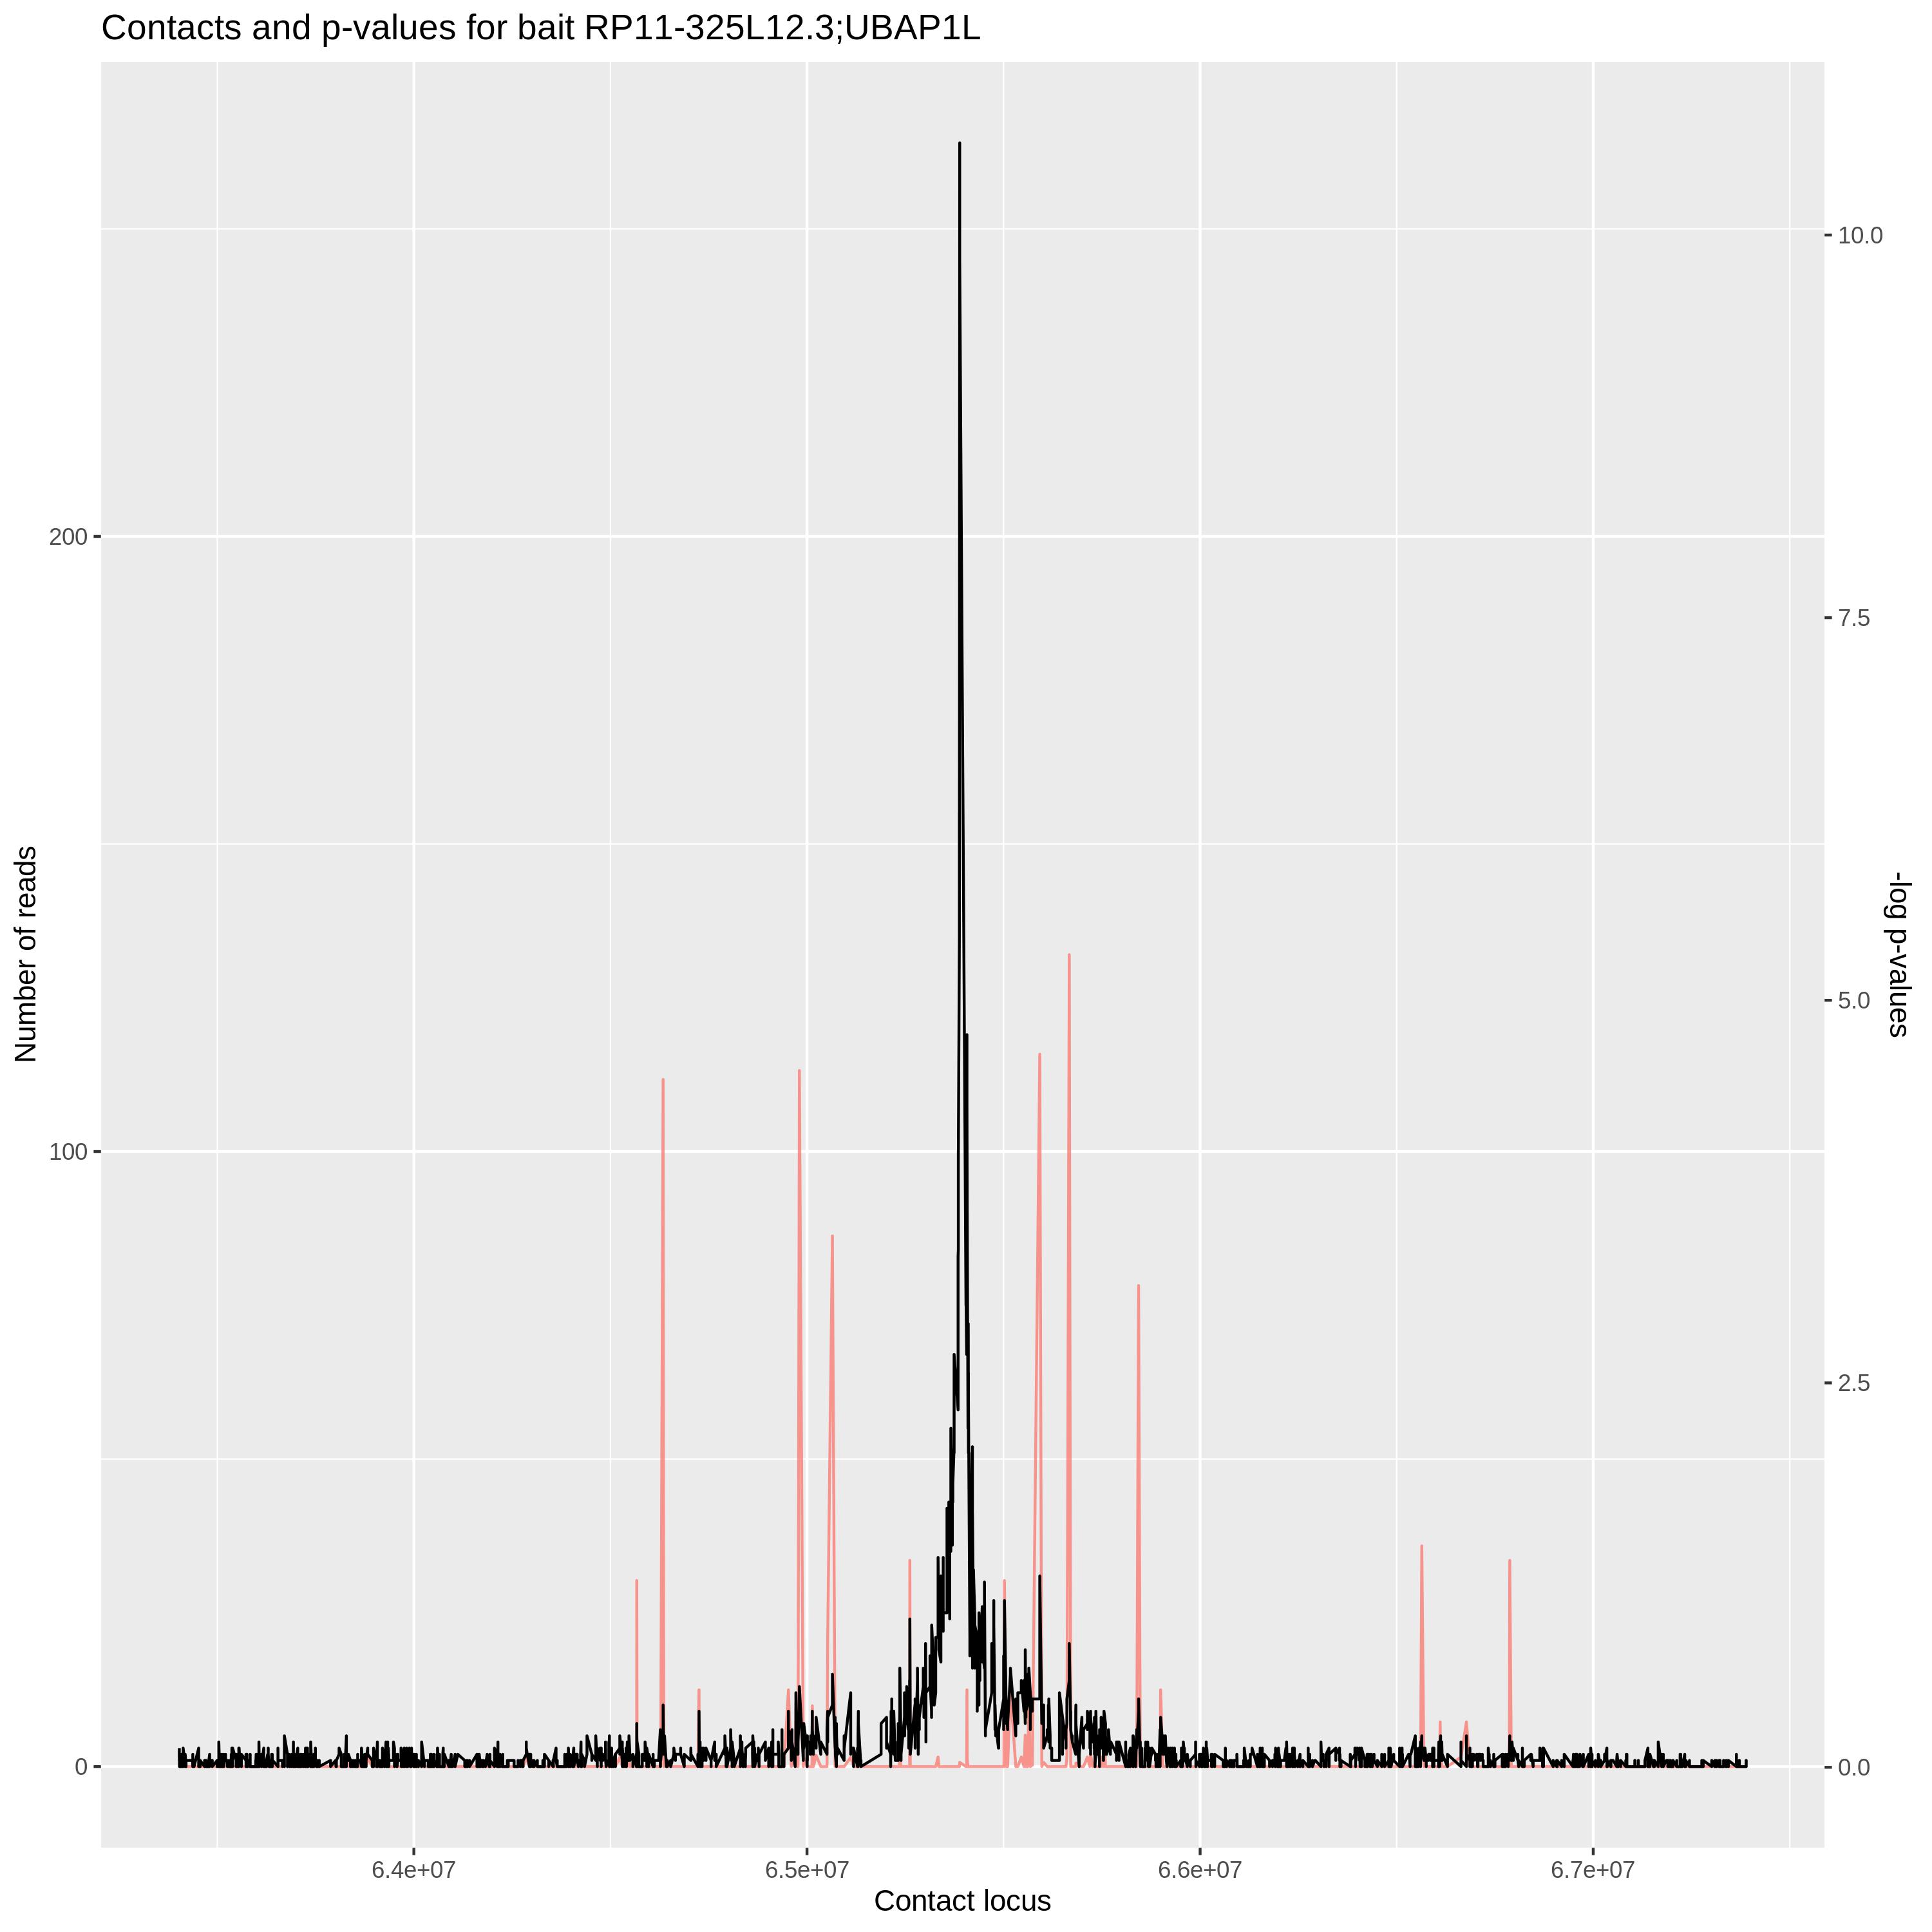 Contacts and p-values for bait RP11-325L12.3;UBAP1L
Number of reads
200
100
0
10.0
7.5
5.0
2.5
0.0
-log p-values
6.4e+07
6.5e+07
6.6e+07
6.7e+07
Contact locus